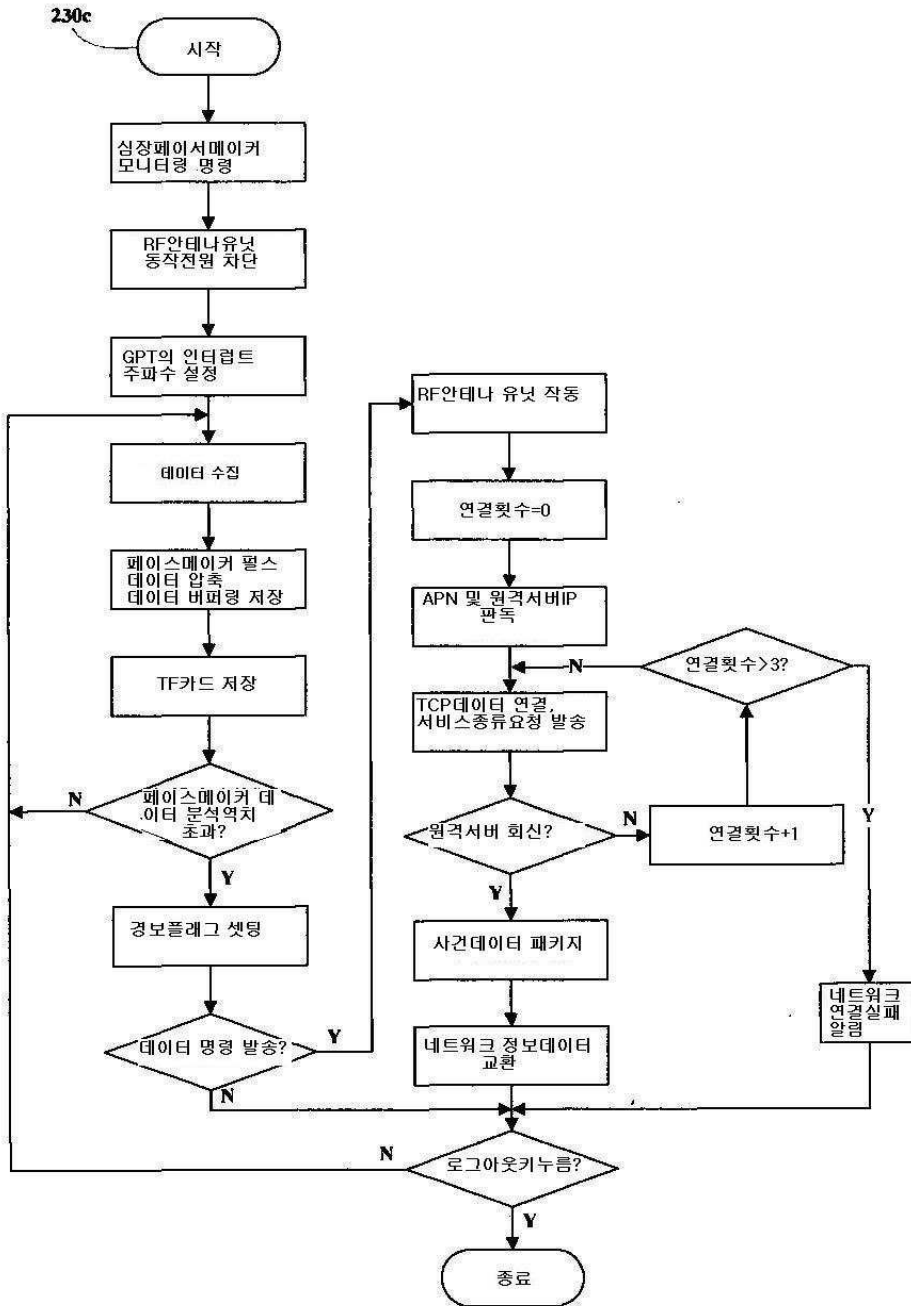 230c
시작
심장페이서메이커
모니터링 명령
RF안테나유닛
동작전원 차단
GPT의 인터럽트
주파수 설정
데이터 수집
페이스메이커 펄스
데이터 압축
데이터 버퍼링 저장
TF카드 저장
페이스메이커 데
이터 분석역치
초과?
N
Y
경보플래그 셋팅
데이터 명령 발송?
Y
N
RF안테나 유닛 작동
연결횟수=0
APN 및 원격서버IP
판독
TCP데이터 연결,
서비스종류요청 발송
원격서버 회신?
N
Y
연결횟수+1
연결횟수>3?
N
Y
네트워크
연결실패
알림
사건데이터 패키지
네트워크 정보데이터
교환
로그아웃키누름?
N
Y
종료